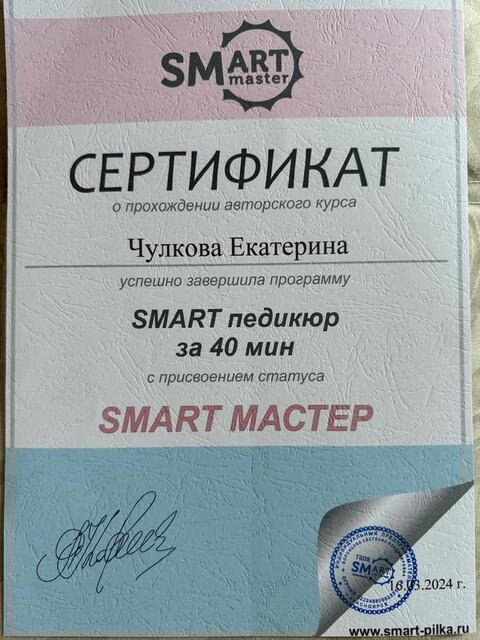 SMART
master
СЕРТИФИКАТ
о прохождении авторского курса
Чулкова Екатерина
успешно завершила программу
SMART педикюр
за 40 мин
с присвоением статуса
SMART МАСТЕР
ТВОЯ
SMART
16.03.2024 г.
www.smart-pilka.ru